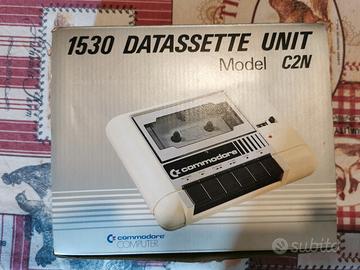 1530 DATASSETTE UNIT
Model C2N
commodore
commodore
COMPUTER
subito